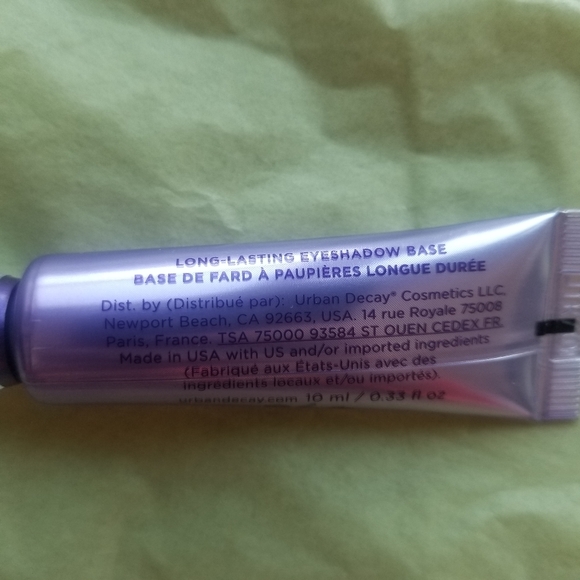 LONG-LASTING EYESHADOW BASE
BASE DE FARD À PAUPIÈRES LONGUE DURÉE
Dist. by (Distribué par): Urban Decay® Cosmetics LLC.
Newport Beach, CA 92663, USA. 14 rue Royale 75008
Paris, France. TSA 75000 93584 ST OUEN CEDEX FR.
Made in USA with US and/or imported ingredients
(Fabriqué aux États-Unis avec des
ingrédients locaux et/ou importés).
urbandecay.com 10 ml / 0.33 fl oz